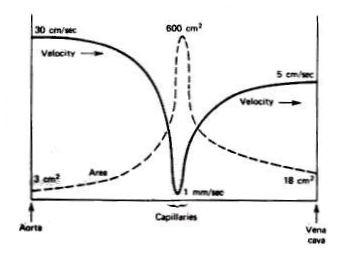 30 cm/sec
600 cm²
Velocity
5 cm/sec
Velocity
3 cm²
Area
18 cm²
1 mm/sec
Capillaries
Aorta
Vena
cava